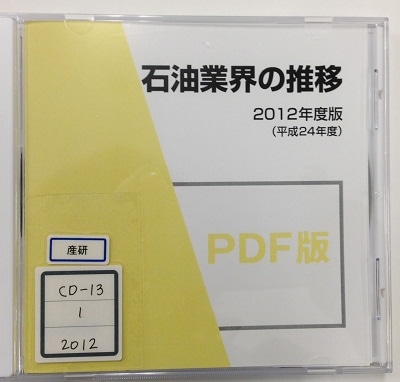 石油業界の推移
2012年度版
(平成24年度)
PDF版
産研
CD-13
1
2012